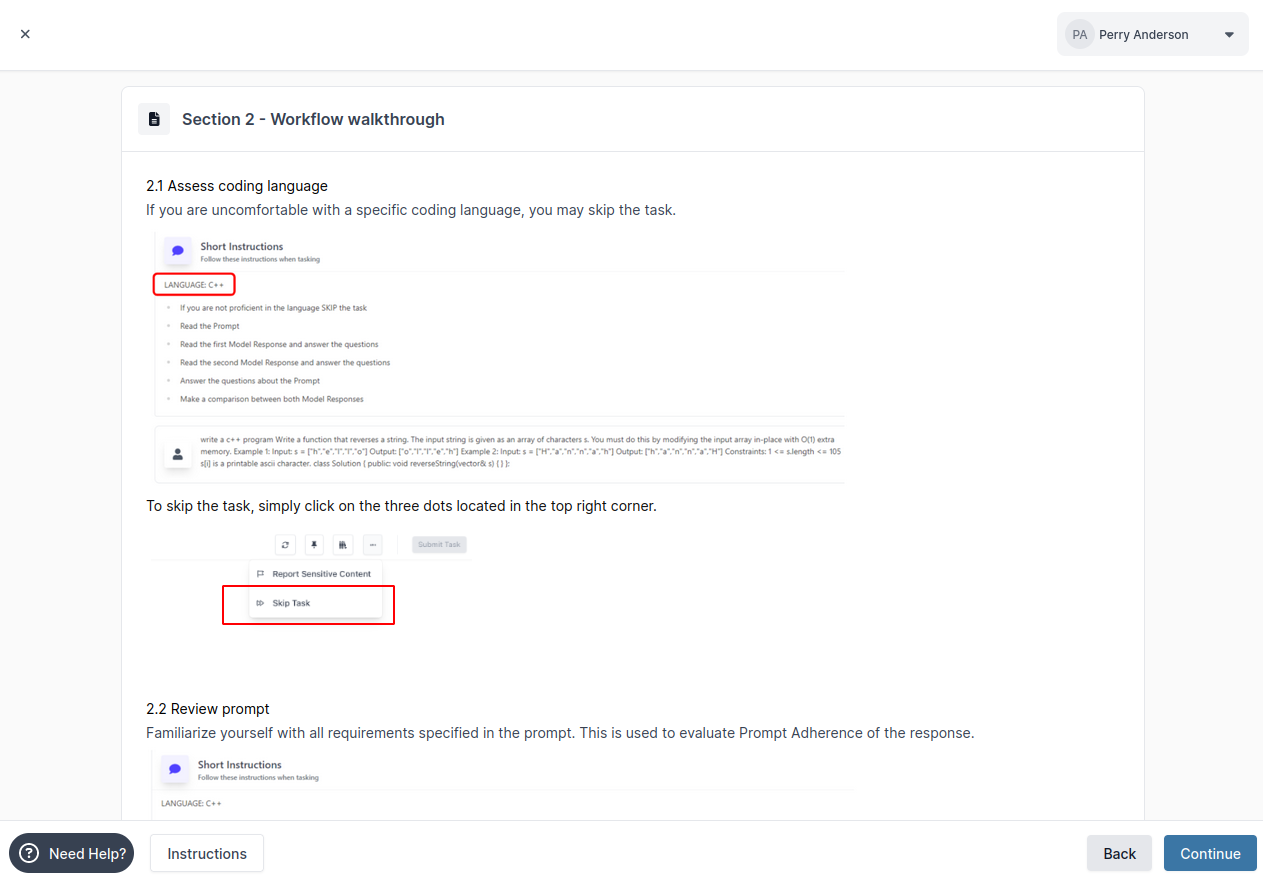 PA Perry Anderson
Section 2 - Workflow walkthrough
2.1 Assess coding language
If you are uncomfortable with a specific coding language, you may skip the task.
Short Instructions
Follow these instructions when tasking
LANGUAGE: C++
If you are not proficient in the language SKIP the task
Read the Prompt
Read the first Model Response and answer the questions
Read the second Model Response and answer the questions
Answer the questions about the Prompt
Make a comparison between both Model Responses
write a c++ program Write a function that reverses a string. The input string is given as an array of characters s. You must do this by modifying the input array in-place with O(1) extra
memory. Example 1: Input: s = ["h","e","l","l","o"] Output: ["o","l","l","e","h"] Example 2: Input: s = ["H","a","n","n","a","h"] Output: ["h","a","n","n","a","H"] Constraints: 1 <= s.length <= 105
s[i] is a printable ascii character. class Solution { public: void reverseString(vector& s) { } };
To skip the task, simply click on the three dots located in the top right corner.
Submit Task
Report Sensitive Content
Skip Task
2.2 Review prompt
Familiarize yourself with all requirements specified in the prompt. This is used to evaluate Prompt Adherence of the response.
Short Instructions
Follow these instructions when tasking
LANGUAGE: C++
Need Help?
Instructions
Back
Continue